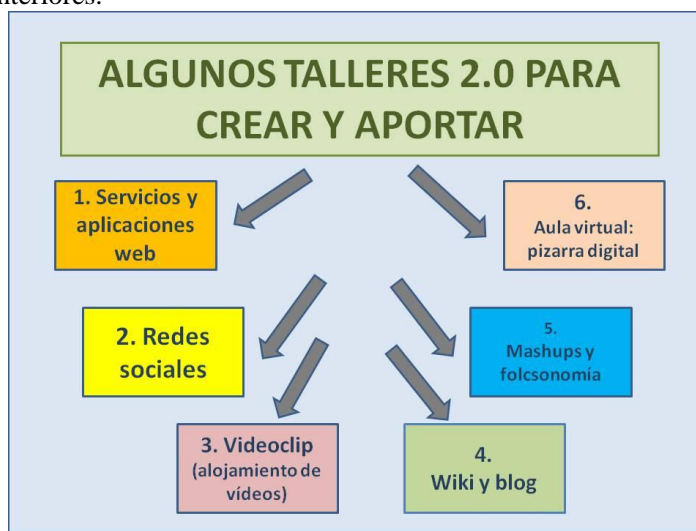 ALGUNOS TALLERES 2.0 PARA
CREAR Y APORTAR
1. Servicios y
aplicaciones
web
6.
Aula virtual:
pizarra digital
2. Redes
sociales
5.
Mashups y
folcsonomía
3. Videoclip
(alojamiento de
vídeos)
4.
Wiki y blog